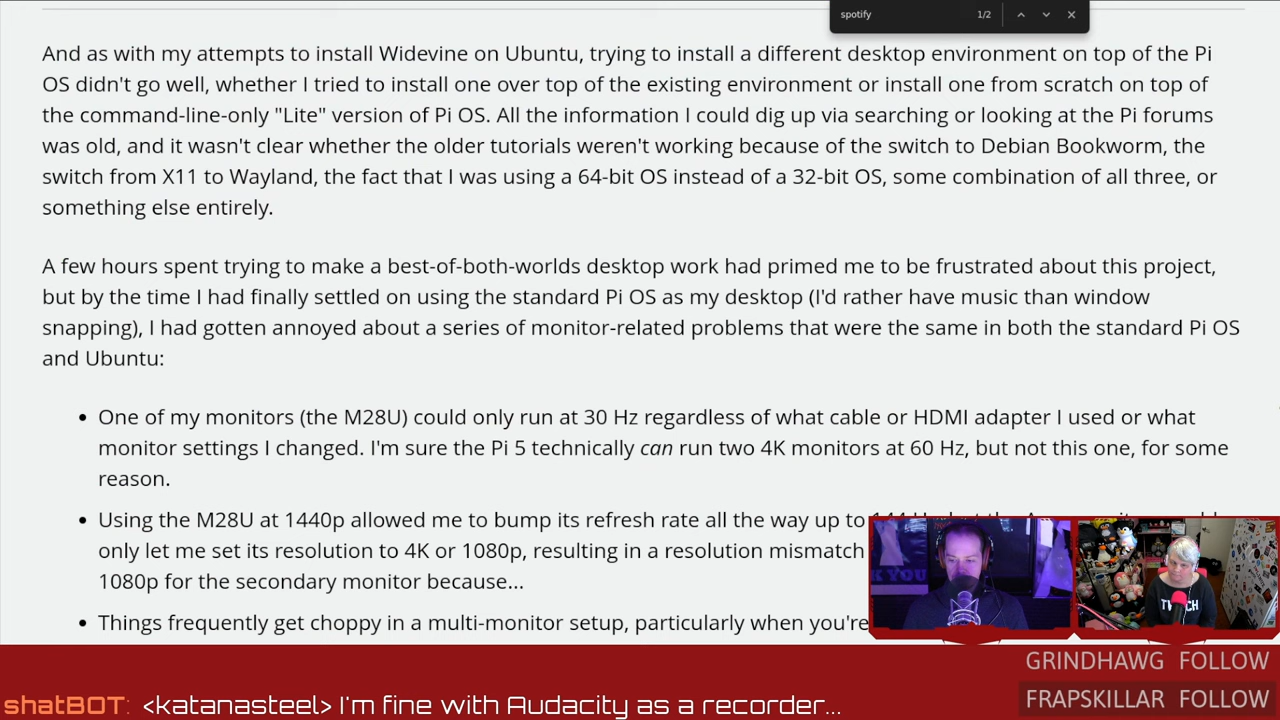 spotify 1/2
And as with my attempts to install Widevine on Ubuntu, trying to install a different desktop environment on top of the Pi
OS didn't go well, whether I tried to install one over top of the existing environment or install one from scratch on top of
the command-line-only "Lite" version of Pi OS. All the information I could dig up via searching or looking at the Pi forums
was old, and it wasn't clear whether the older tutorials weren't working because of the switch to Debian Bookworm, the
switch from X11 to Wayland, the fact that I was using a 64-bit OS instead of a 32-bit OS, some combination of all three, or
something else entirely.
A few hours spent trying to make a best-of-both-worlds desktop work had primed me to be frustrated about this project,
but by the time I had finally settled on using the standard Pi OS as my desktop (I'd rather have music than window
snapping), I had gotten annoyed about a series of monitor-related problems that were the same in both the standard Pi OS
and Ubuntu:
• One of my monitors (the M28U) could only run at 30 Hz regardless of what cable or HDMI adapter I used or what
monitor settings I changed. I'm sure the Pi 5 technically can run two 4K monitors at 60 Hz, but not this one, for some
reason.
• Using the M28U at 1440p allowed me to bump its refresh rate all the way up to
only let me set its resolution to 4K or 1080p, resulting in a resolution mismatch
1080p for the secondary monitor because...
• Things frequently get choppy in a multi-monitor setup, particularly when you're
TWITCH
GRINDHAWG FOLLOW
FRAPSKILLAR FOLLOW
shatBOT: <katanasteel> I'm fine with Audacity as a recorder...